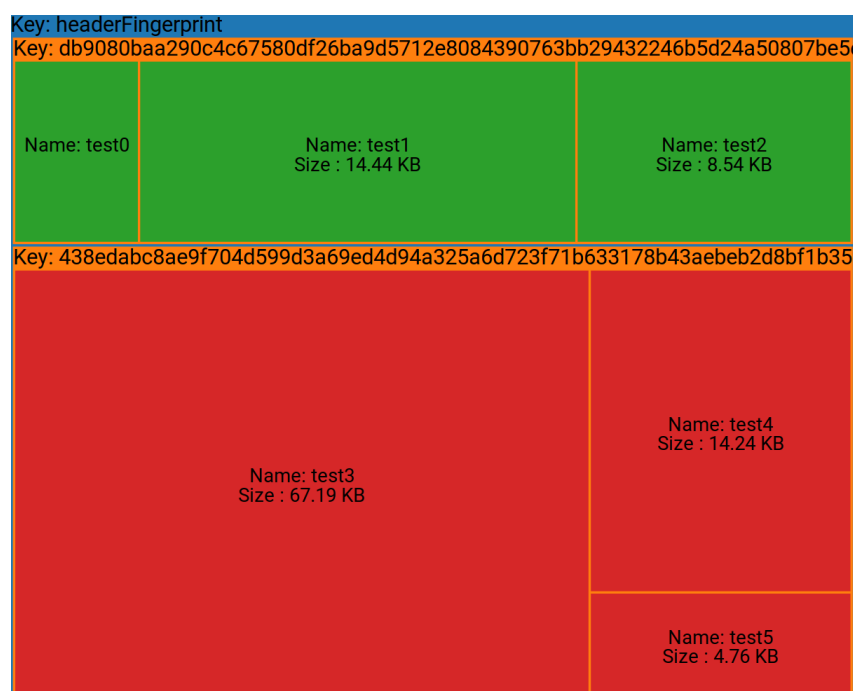 Key: headerFingerprint
Key: db9080baa290c4c67580df26ba9d5712e8084390763bb29432246b5d24a50807be5
Name: test0
Name: test1
Size : 14.44 KB
Name: test2
Size : 8.54 KB
Key: 438edabc8ae9f704d599d3a69ed4d94a325a6d723f71b633178b43aebeb2d8bf1b35
Name: test3
Size : 67.19 KB
Name: test4
Size : 14.24 KB
Name: test5
Size : 4.76 KB